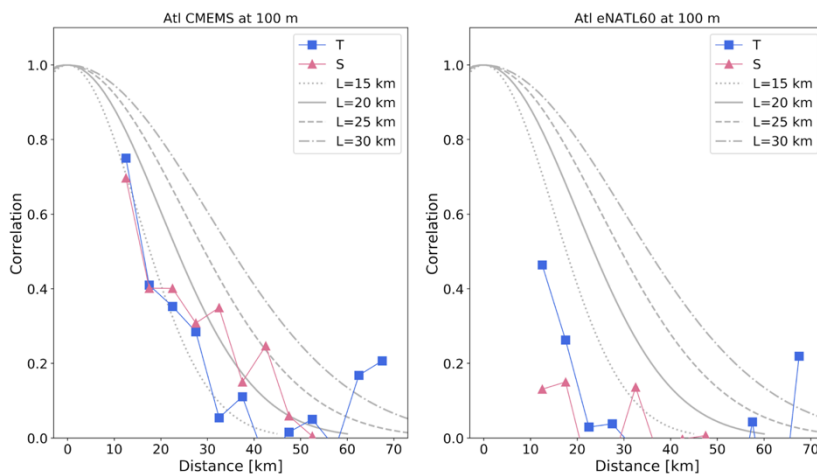 Atl CMEMS at 100 m
T
S
L=15 km
L=20 km
L=25 km
L=30 km
1.0
0.8
0.6
0.4
0.2
0.0
Correlation
0 10 20 30 40 50 60 70
Distance [km]
Atl eNATL60 at 100 m
T
S
L=15 km
L=20 km
L=25 km
L=30 km
1.0
0.8
0.6
0.4
0.2
0.0
Correlation
0 10 20 30 40 50 60 70
Distance [km]